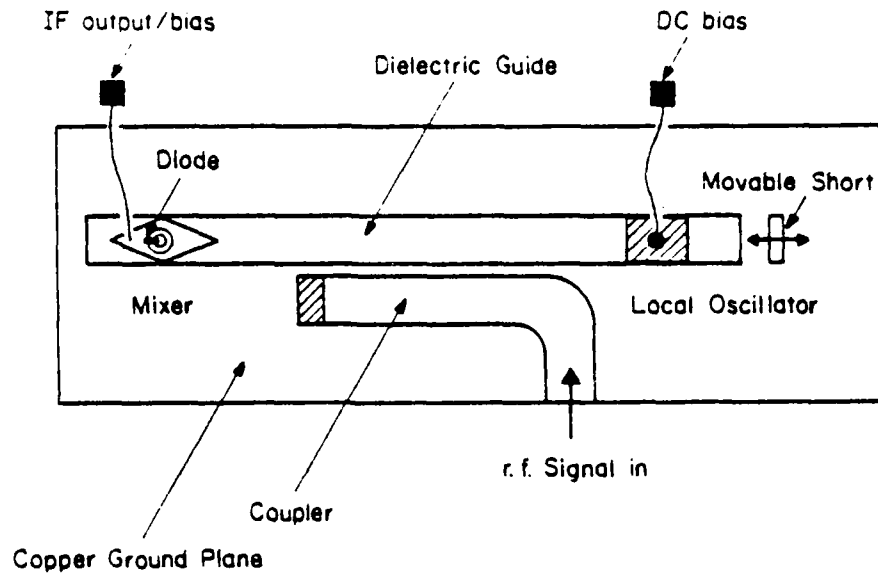 IF output/bias
DC bias
Dielectric Guide
Diode
Movable Short
Mixer
Local Oscillator
r.f. Signal in
Coupler
Copper Ground Plane